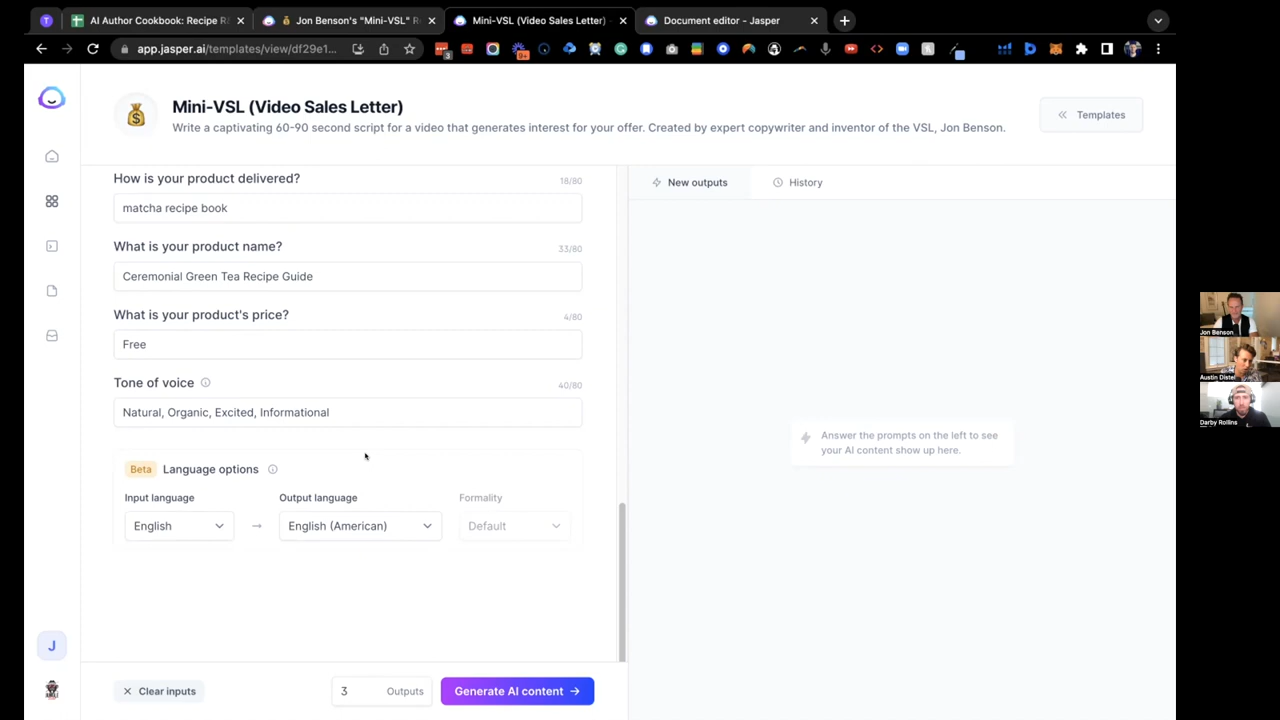 AI Author Cookbook: Recipe R
Jon Benson's "Mini-VSL" R
Mini-VSL (Video Sales Letter)
Document editor - Jasper
app.jasper.ai/templates/view/df29e1...
Mini-VSL (Video Sales Letter)
Write a captivating 60-90 second script for a video that generates interest for your offer. Created by expert copywriter and inventor of the VSL, Jon Benson.
Templates
How is your product delivered?
18/80
matcha recipe book
What is your product name?
33/80
Ceremonial Green Tea Recipe Guide
What is your product's price?
4/80
Free
Tone of voice
40/80
Natural, Organic, Excited, Informational
Beta Language options
Input language
Output language
Formality
English
→
English (American)
Default
Clear inputs
3 Outputs
Generate AI content →
J
New outputs
History
Answer the prompts on the left to see
your AI content show up here.
Jon Benson
Austin Distel
Darby Rollins